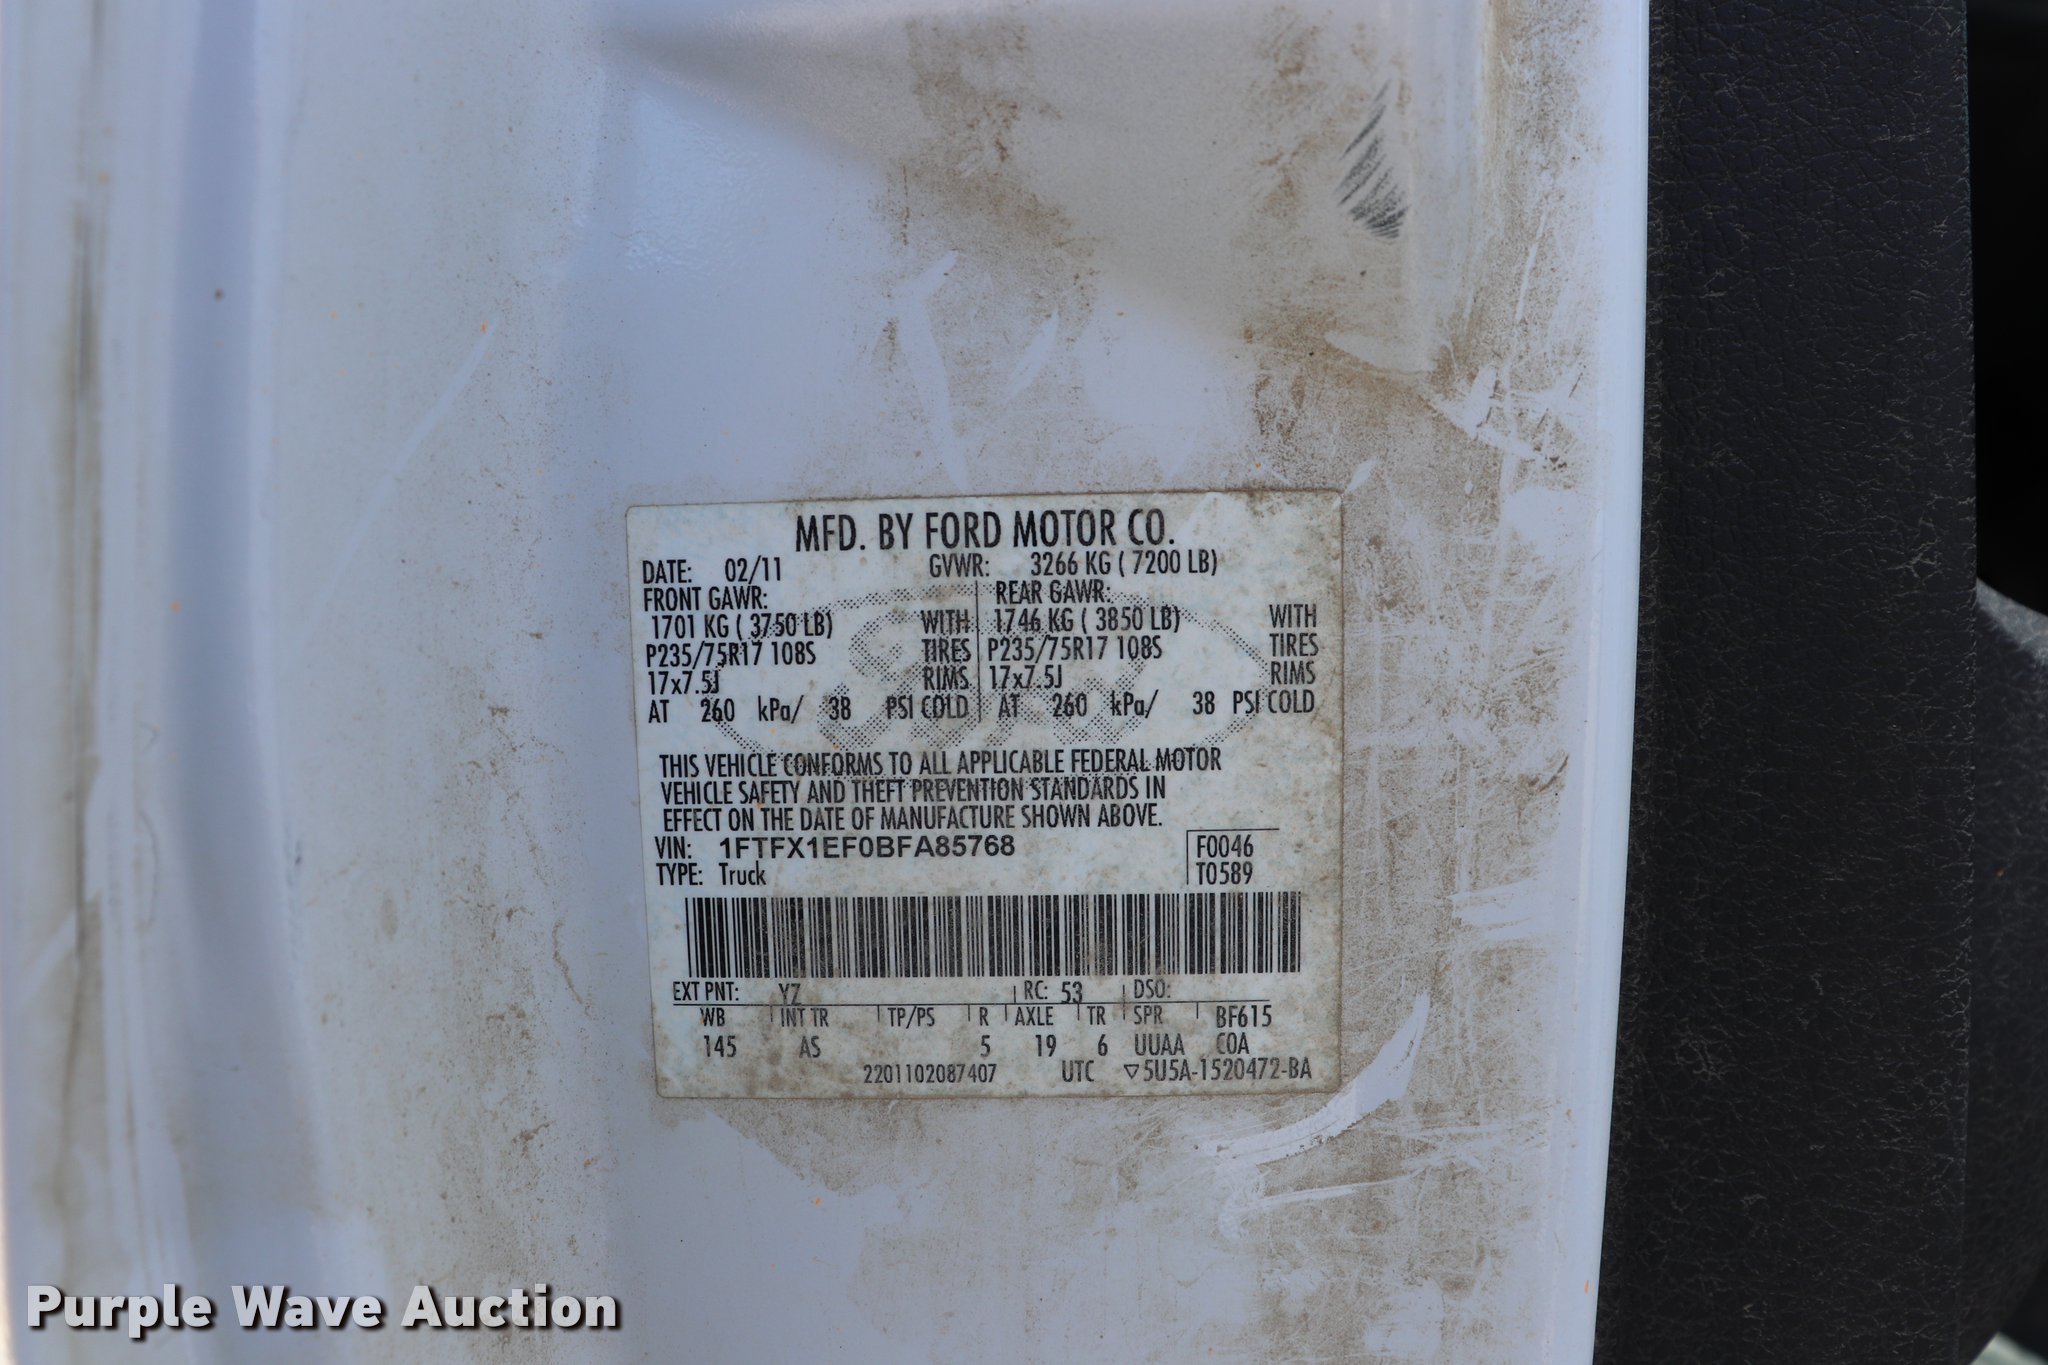 MFD. BY FORD MOTOR CO.
DATE: 02/11 GVWR: 3266 KG ( 7200 LB)
FRONT GAWR: REAR GAWR:
1701 KG ( 3750 LB) WITH 1746 KG ( 3850 LB) WITH
P235/75R17 108S TIRES P235/75R17 108S TIRES
17x7.5J RIMS 17x7.5J RIMS
AT 260 kPa/ 38 PSI COLD AT 260 kPa/ 38 PSI COLD
THIS VEHICLE CONFORMS TO ALL APPLICABLE FEDERAL MOTOR
VEHICLE SAFETY AND THEFT PREVENTION STANDARDS IN
EFFECT ON THE DATE OF MANUFACTURE SHOWN ABOVE.
VIN: 1FTFX1EF0BFA85768 F0046
TYPE: Truck T0589
EXT PNT: YZ RC: 53 DSO:
WB INT TR TP/PS R AXLE TR SPR BF615
145 AS 5 19 6 UUAA COA
2201102087407 UTC ▽5U5A-1520472-BA
Purple Wave Auction